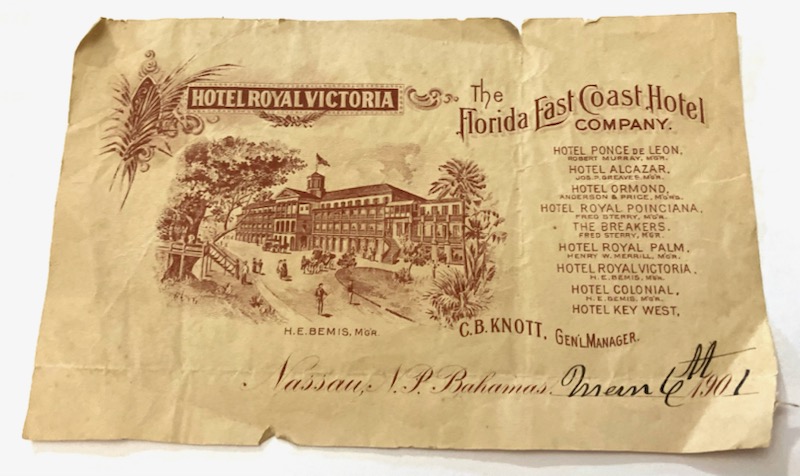 HOTEL ROYAL VICTORIA
The
Florida East Coast Hotel
COMPANY.
HOTEL PONCE DE LEON,
ROBERT MURRAY, MGR.
HOTEL ALCAZAR,
JOS. P. GREAVES, MGR.
HOTEL ORMOND,
ANDERSON & PRICE, MGRS.
HOTEL ROYAL POINCIANA,
FRED STERRY, MGR.
THE BREAKERS.
FRED STERRY, MGR.
HOTEL ROYAL PALM,
HENRY W. MERRILL, MGR.
HOTEL ROYAL VICTORIA,
H. E. BEMIS, MGR.
HOTEL COLONIAL,
H. E. BEMIS, MGR.
HOTEL KEY WEST,
H. E. BEMIS, MGR.
C. B. KNOTT, GEN'L MANAGER.
Nassau, N. P. Bahamas. 6th 1901